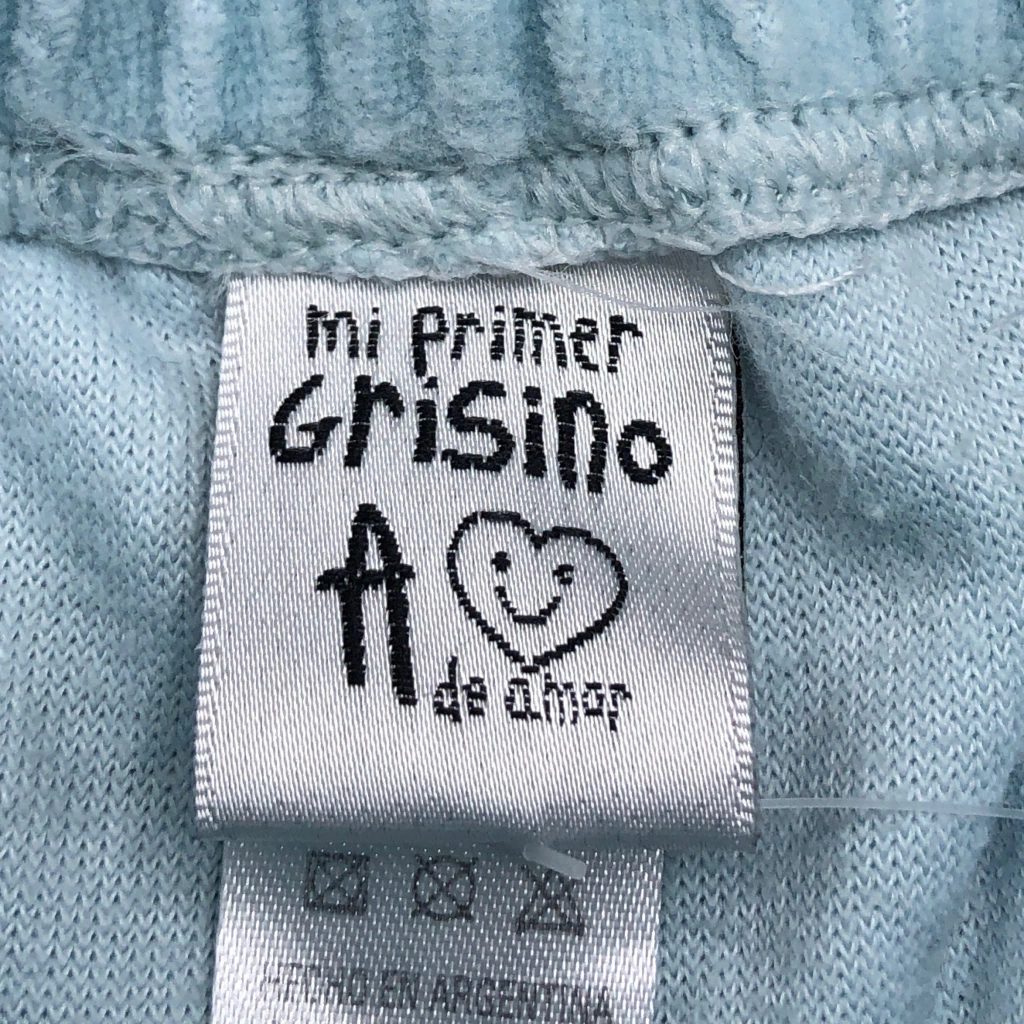 mi primer
Grisino
A
de amor
HECHO EN ARGENTINA